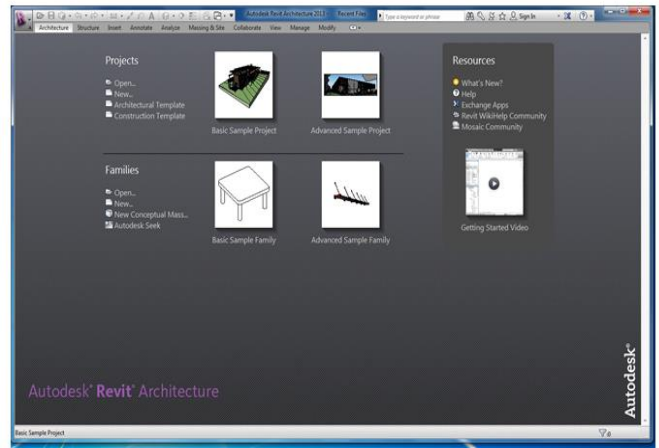 Autodesk Revit Architecture 2013 - Recent Files
Type a keyword or phrase
Sign In
Architecture Structure Insert Annotate Analyze Massing & Site Collaborate View Manage Modify
Projects
Open...
New...
Architectural Template
Construction Template
Basic Sample Project
Advanced Sample Project
Families
Open...
New...
New Conceptual Mass...
Autodesk Seek
Basic Sample Family
Advanced Sample Family
Resources
What's New?
Help
Exchange Apps
Revit WikiHelp Community
Mosaic Community
Getting Started Video
Autodesk® Revit® Architecture
Autodesk®
Basic Sample Project
:0